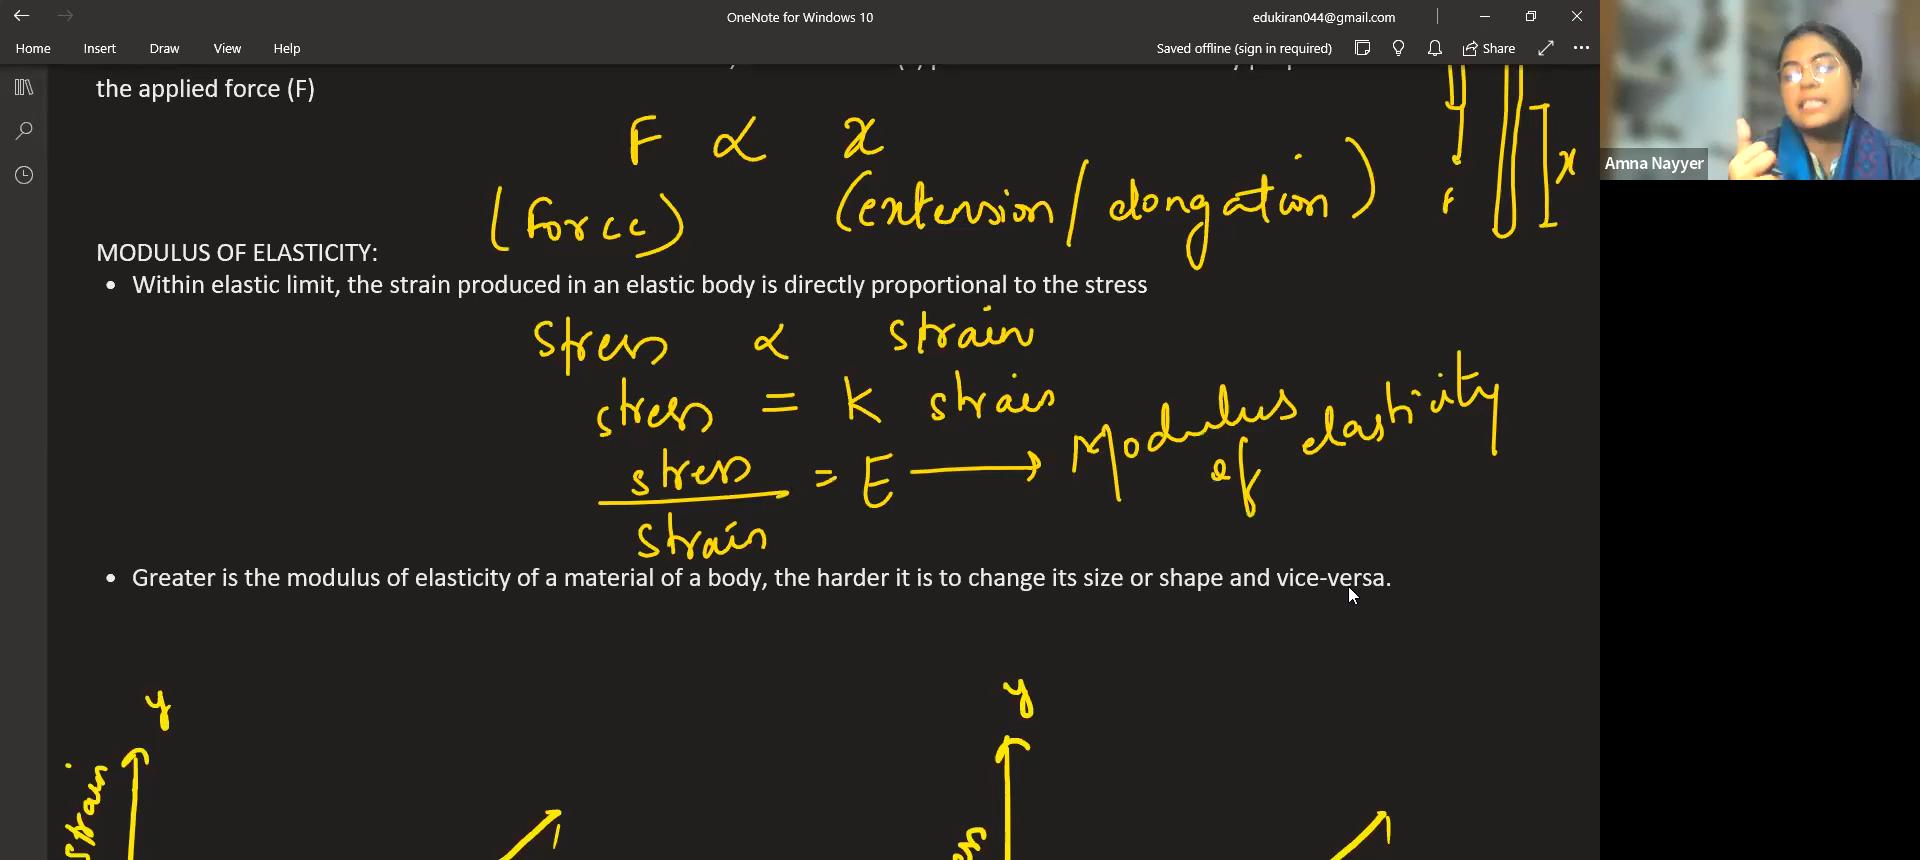 OneNote for Windows 10
edukiran044@gmail.com
Home Insert Draw View Help
Saved offline (sign in required) Share
the applied force (F)
F ∝ x
(Force) (extension/elongation)
F
x
Amna Nayyer
MODULUS OF ELASTICITY:
• Within elastic limit, the strain produced in an elastic body is directly proportional to the stress
Stress ∝ strain
stress = K strain
stress
strain
= E → Modulus of elasticity
• Greater is the modulus of elasticity of a material of a body, the harder it is to change its size or shape and vice-versa.
y
y
Strain